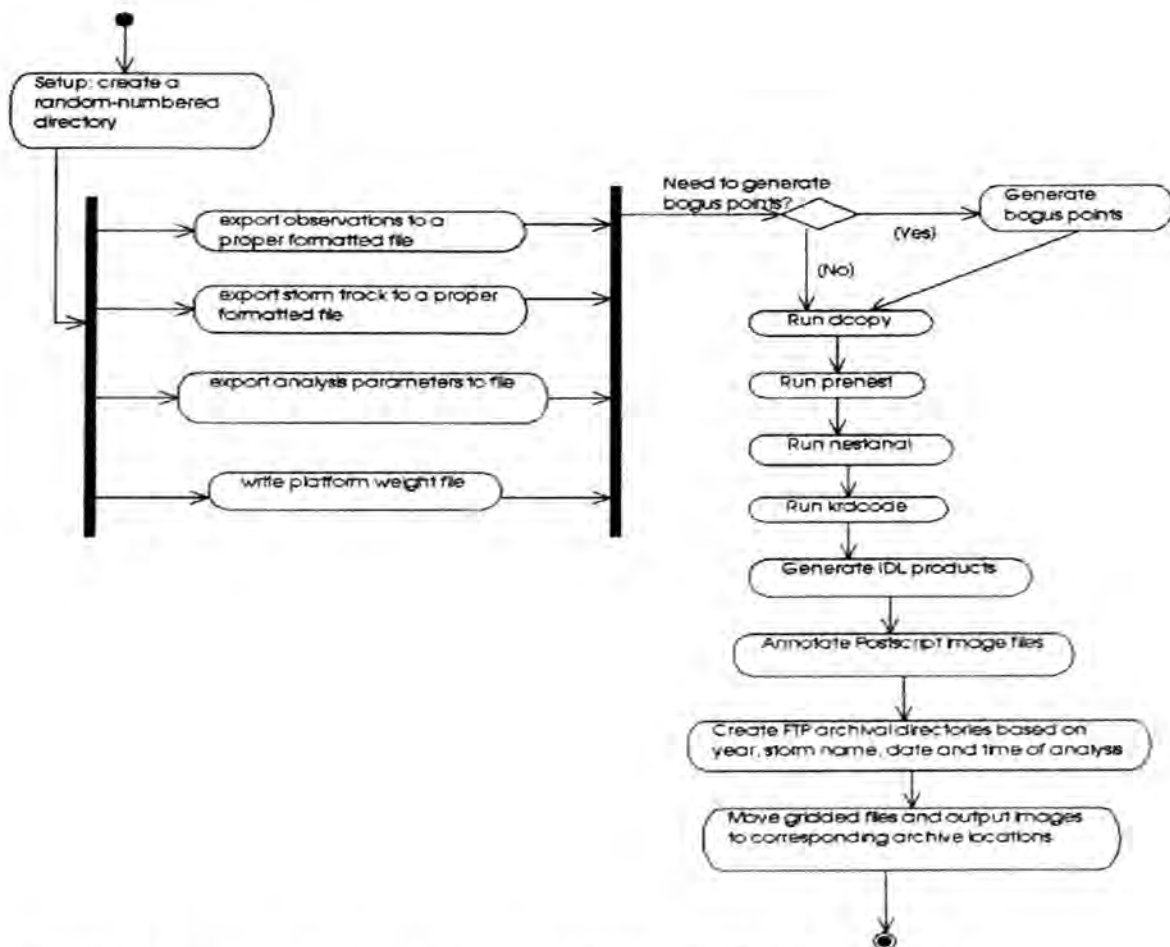 Setup: create a
random-numbered
directory
export observations to a
proper formatted file
export storm track to a proper
formatted file
export analysis parameters to file
write platform weight file
Need to generate
bogus points?
(Yes)
Generate
bogus points
(No)
Run dcopy
Run prenest
Run nestanal
Run krdcode
Generate IDL products
Annotate Postscript image files
Create FTP archival directories based on
year, storm name, date and time of analysis
Move gridded files and output images
to corresponding archive locations